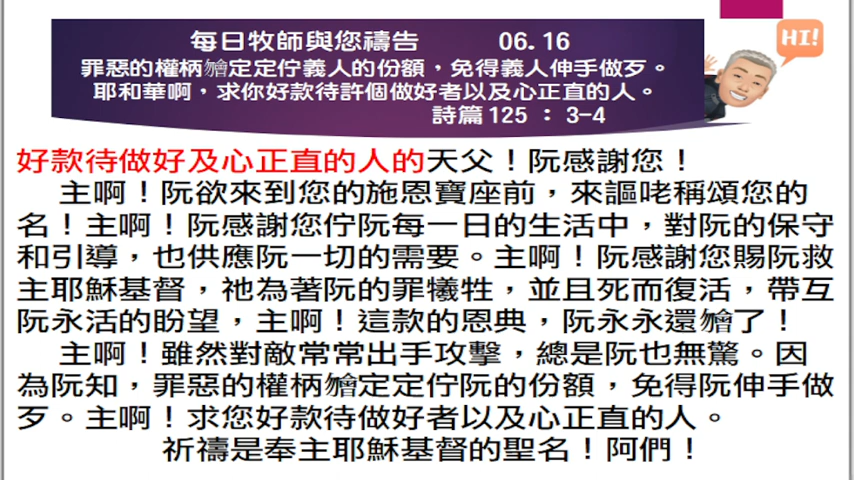 每日牧師與您禱告 06.16
HI!
罪惡的權柄𣍐定定佇義人的份額，免得義人伸手做歹。
耶和華啊，求你好款待許個做好者以及心正直的人。
詩篇125 ： 3-4
好款待做好及心正直的人的天父！阮感謝您！
主啊！阮欲來到您的施恩寶座前，來謳咾稱頌您的
名！主啊！阮感謝您佇阮每一日的生活中，對阮的保守
和引導，也供應阮一切的需要。主啊！阮感謝您賜阮救
主耶穌基督，祂為著阮的罪犧牲，並且死而復活，帶互
阮永活的盼望，主啊！這款的恩典，阮永永還𣍐了！
主啊！雖然對敵常常出手攻擊，總是阮也無驚。因
為阮知，罪惡的權柄𣍐定定佇阮的份額，免得阮伸手做
歹。主啊！求您好款待做好者以及心正直的人。
祈禱是奉主耶穌基督的聖名！阿們！